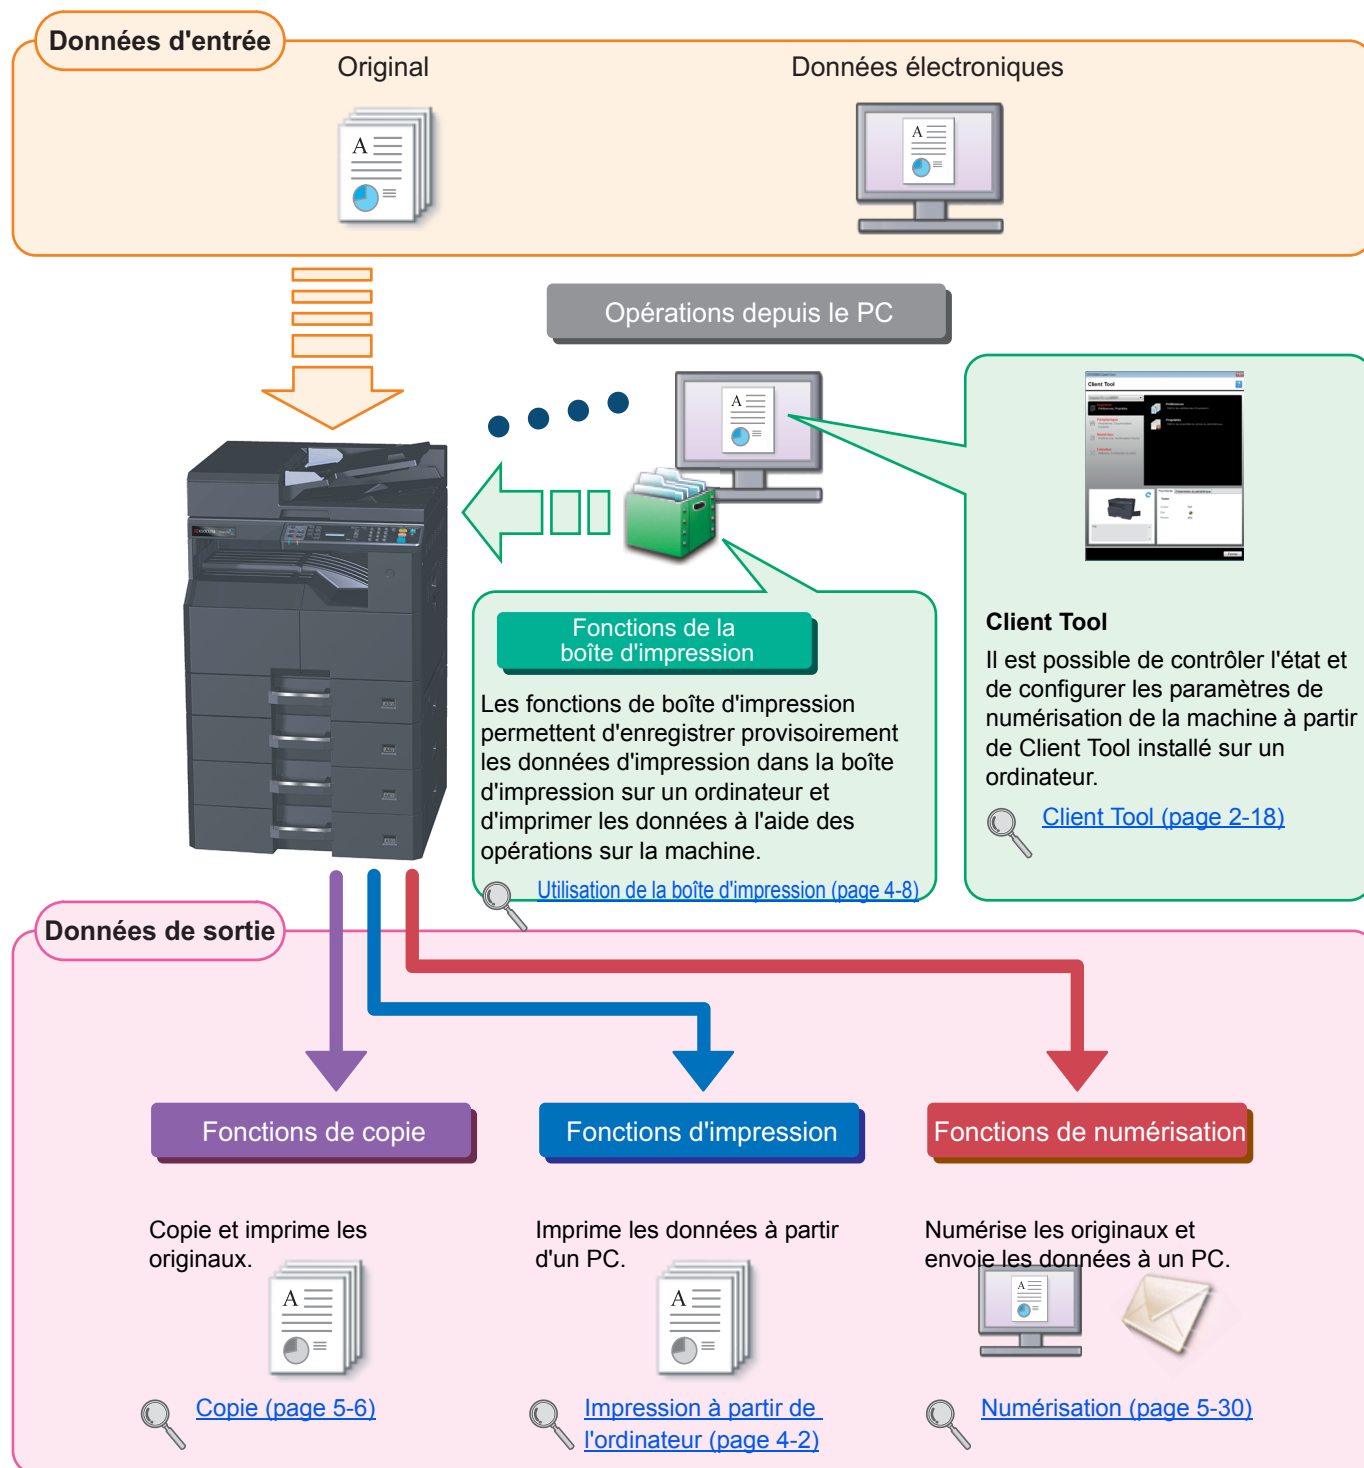 Données d'entrée
Original
Données électroniques
A
A
Opérations depuis le PC
A
Client Tool
Fonctions de la
boîte d'impression
Les fonctions de boîte d'impression
permettent d'enregistrer provisoirement
les données d'impression dans la boîte
d'impression sur un ordinateur et
d'imprimer les données à l'aide des
opérations sur la machine.
Utilisation de la boîte d'impression (page 4-8)
Client Tool
Il est possible de contrôler l'état et
de configurer les paramètres de
numérisation de la machine à partir
de Client Tool installé sur un
ordinateur.
Client Tool (page 2-18)
Données de sortie
Fonctions de copie
Fonctions d'impression
Fonctions de numérisation
Copie et imprime les
originaux.
Imprime les données à partir
d'un PC.
Numérise les originaux et
envoie les données à un PC.
A
A
A
Copie (page 5-6)
Impression à partir de
l'ordinateur (page 4-2)
Numérisation (page 5-30)